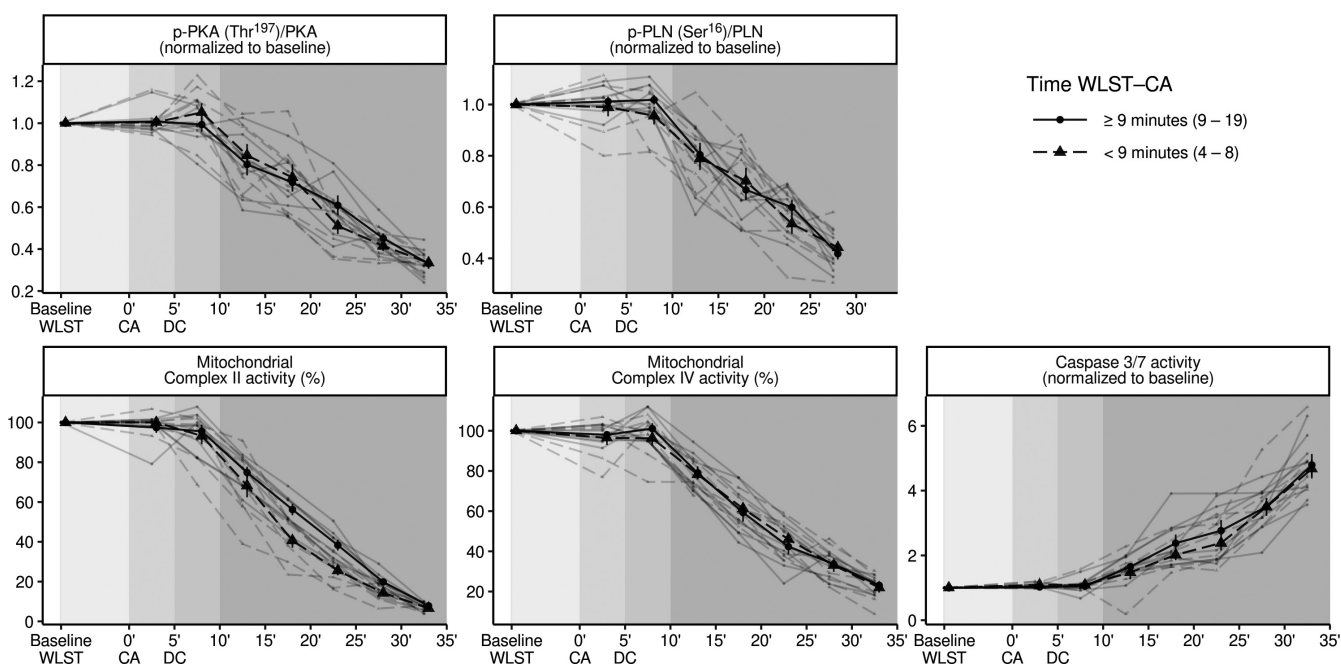 p-PKA (Thr197)/PKA
(normalized to baseline)
1.2
1.0
0.8
0.6
0.4
0.2
Baseline 0' 5' 10' 15' 20' 25' 30' 35'
WLST CA DC
p-PLN (Ser16)/PLN
(normalized to baseline)
1.0
0.8
0.6
0.4
Baseline 0' 5' 10' 15' 20' 25' 30'
WLST CA DC
Time WLST–CA
≥ 9 minutes (9 – 19)
< 9 minutes (4 – 8)
Mitochondrial
Complex II activity (%)
100
80
60
40
20
0
Baseline 0' 5' 10' 15' 20' 25' 30' 35'
WLST CA DC
Mitochondrial
Complex IV activity (%)
100
80
60
40
20
Baseline 0' 5' 10' 15' 20' 25' 30' 35'
WLST CA DC
Caspase 3/7 activity
(normalized to baseline)
6
4
2
0
Baseline 0' 5' 10' 15' 20' 25' 30' 35'
WLST CA DC